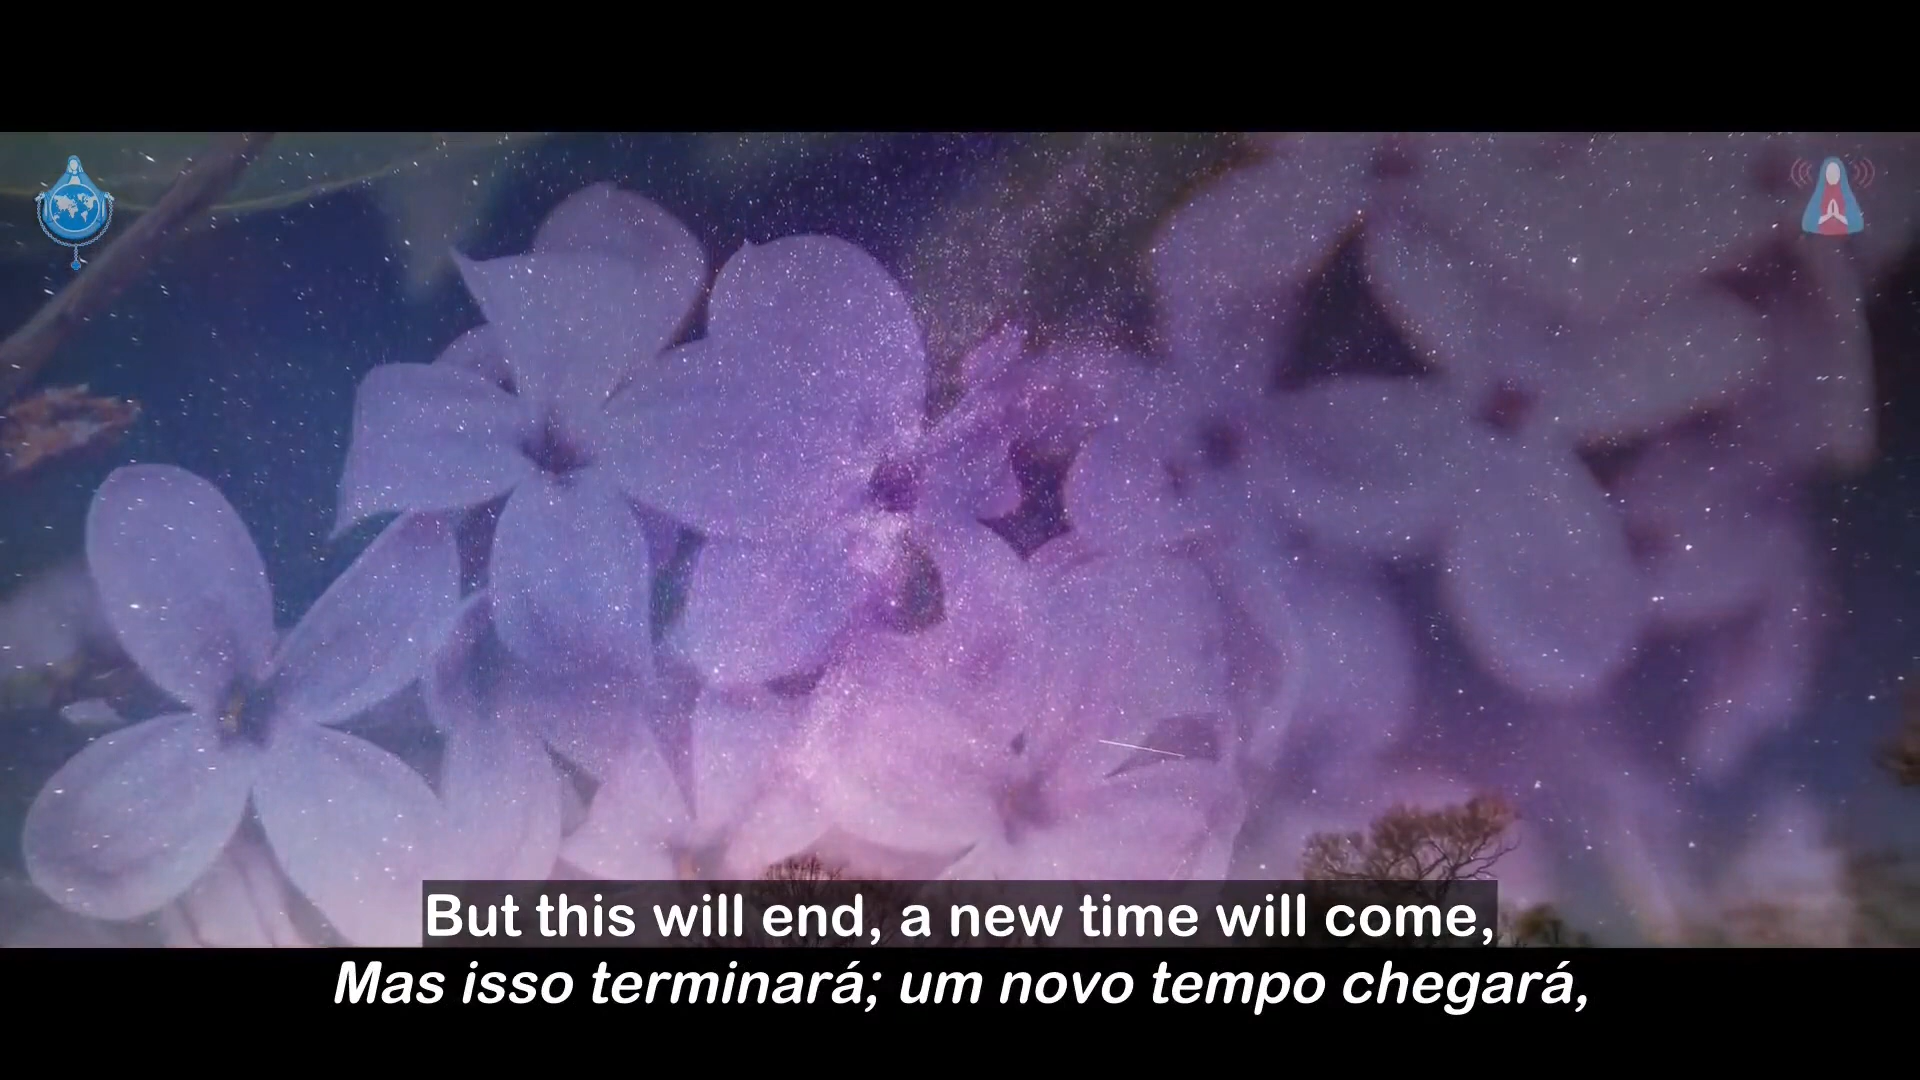 But this will end, a new time will come,
Mas isso terminará; um novo tempo chegará,